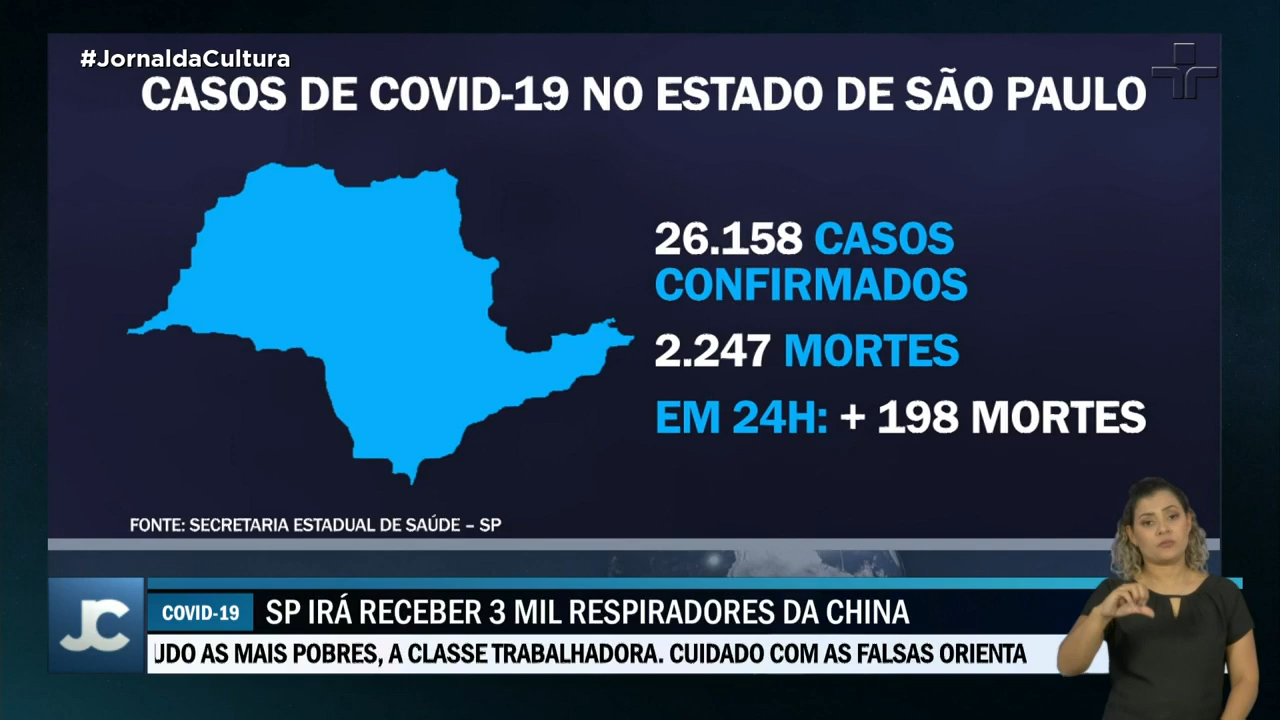 #JornaldaCultura
CASOS DE COVID-19 NO ESTADO DE SÃO PAULO
26.158 CASOS
CONFIRMADOS
2.247 MORTES
EM 24H: + 198 MORTES
FONTE: SECRETARIA ESTADUAL DE SAÚDE – SP
JC
COVID-19
SP IRÁ RECEBER 3 MIL RESPIRADORES DA CHINA
UDO AS MAIS POBRES, A CLASSE TRABALHADORA. CUIDADO COM AS FALSAS ORIENTA